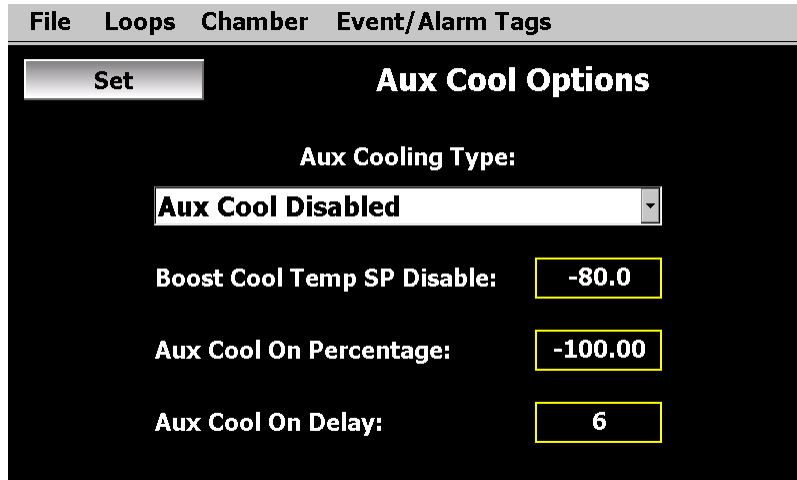 File Loops Chamber Event/Alarm Tags
Set Aux Cool Options
Aux Cooling Type:
Aux Cool Disabled
Boost Cool Temp SP Disable: -80.0
Aux Cool On Percentage: -100.00
Aux Cool On Delay: 6